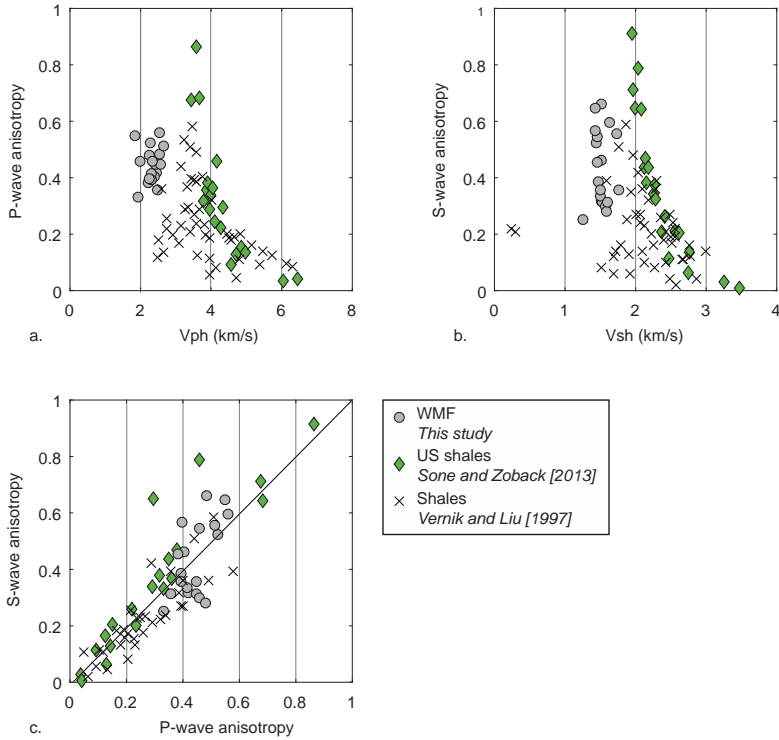 1
0.8
0.6
0.4
0.2
0
P-wave anisotropy
0 2 4 6 8
Vph (km/s)
a.
1
0.8
0.6
0.4
0.2
0
S-wave anisotropy
0 1 2 3 4
Vsh (km/s)
b.
1
0.8
0.6
0.4
0.2
0
S-wave anisotropy
0 0.2 0.4 0.6 0.8 1
P-wave anisotropy
c.
WMF
This study
US shales
Sone and Zoback [2013]
Shales
Vernik and Liu [1997]